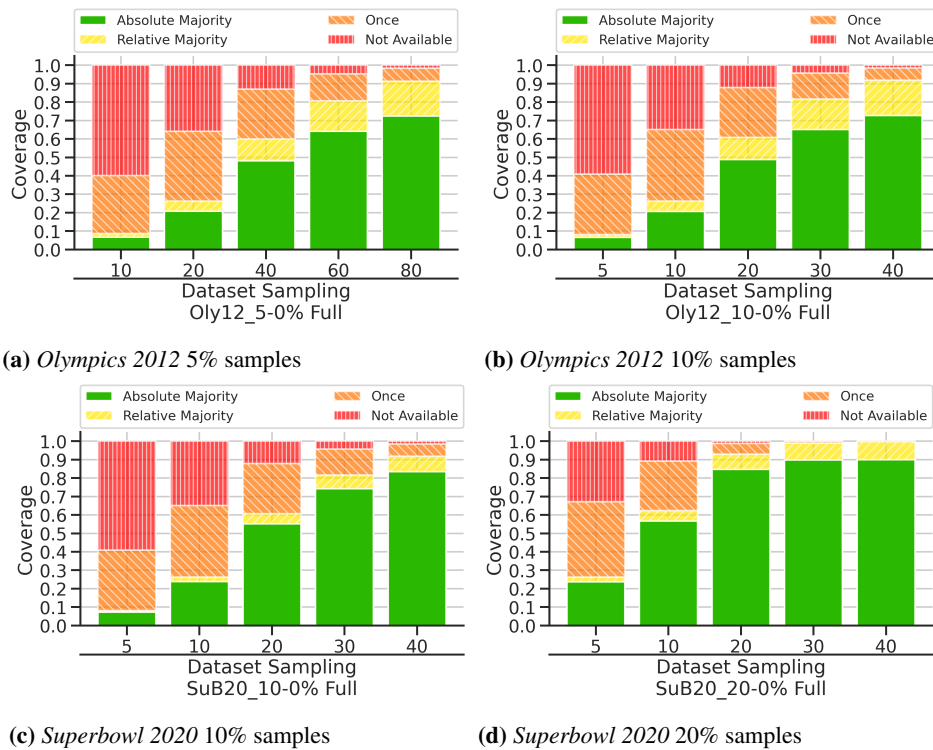 Absolute Majority Once
Relative Majority Not Available
Absolute Majority Once
Relative Majority Not Available
1.0
0.9
0.8
0.7
0.6
0.5
0.4
0.3
0.2
0.1
0.0
Coverage
10 20 40 60 80
Dataset Sampling
Oly12_5-0% Full
1.0
0.9
0.8
0.7
0.6
0.5
0.4
0.3
0.2
0.1
0.0
Coverage
5 10 20 30 40
Dataset Sampling
Oly12_10-0% Full
(a) Olympics 2012 5% samples
(b) Olympics 2012 10% samples
Absolute Majority Once
Relative Majority Not Available
Absolute Majority Once
Relative Majority Not Available
1.0
0.9
0.8
0.7
0.6
0.5
0.4
0.3
0.2
0.1
0.0
Coverage
5 10 20 30 40
Dataset Sampling
SuB20_10-0% Full
1.0
0.9
0.8
0.7
0.6
0.5
0.4
0.3
0.2
0.1
0.0
Coverage
5 10 20 30 40
Dataset Sampling
SuB20_20-0% Full
(c) Superbowl 2020 10% samples
(d) Superbowl 2020 20% samples